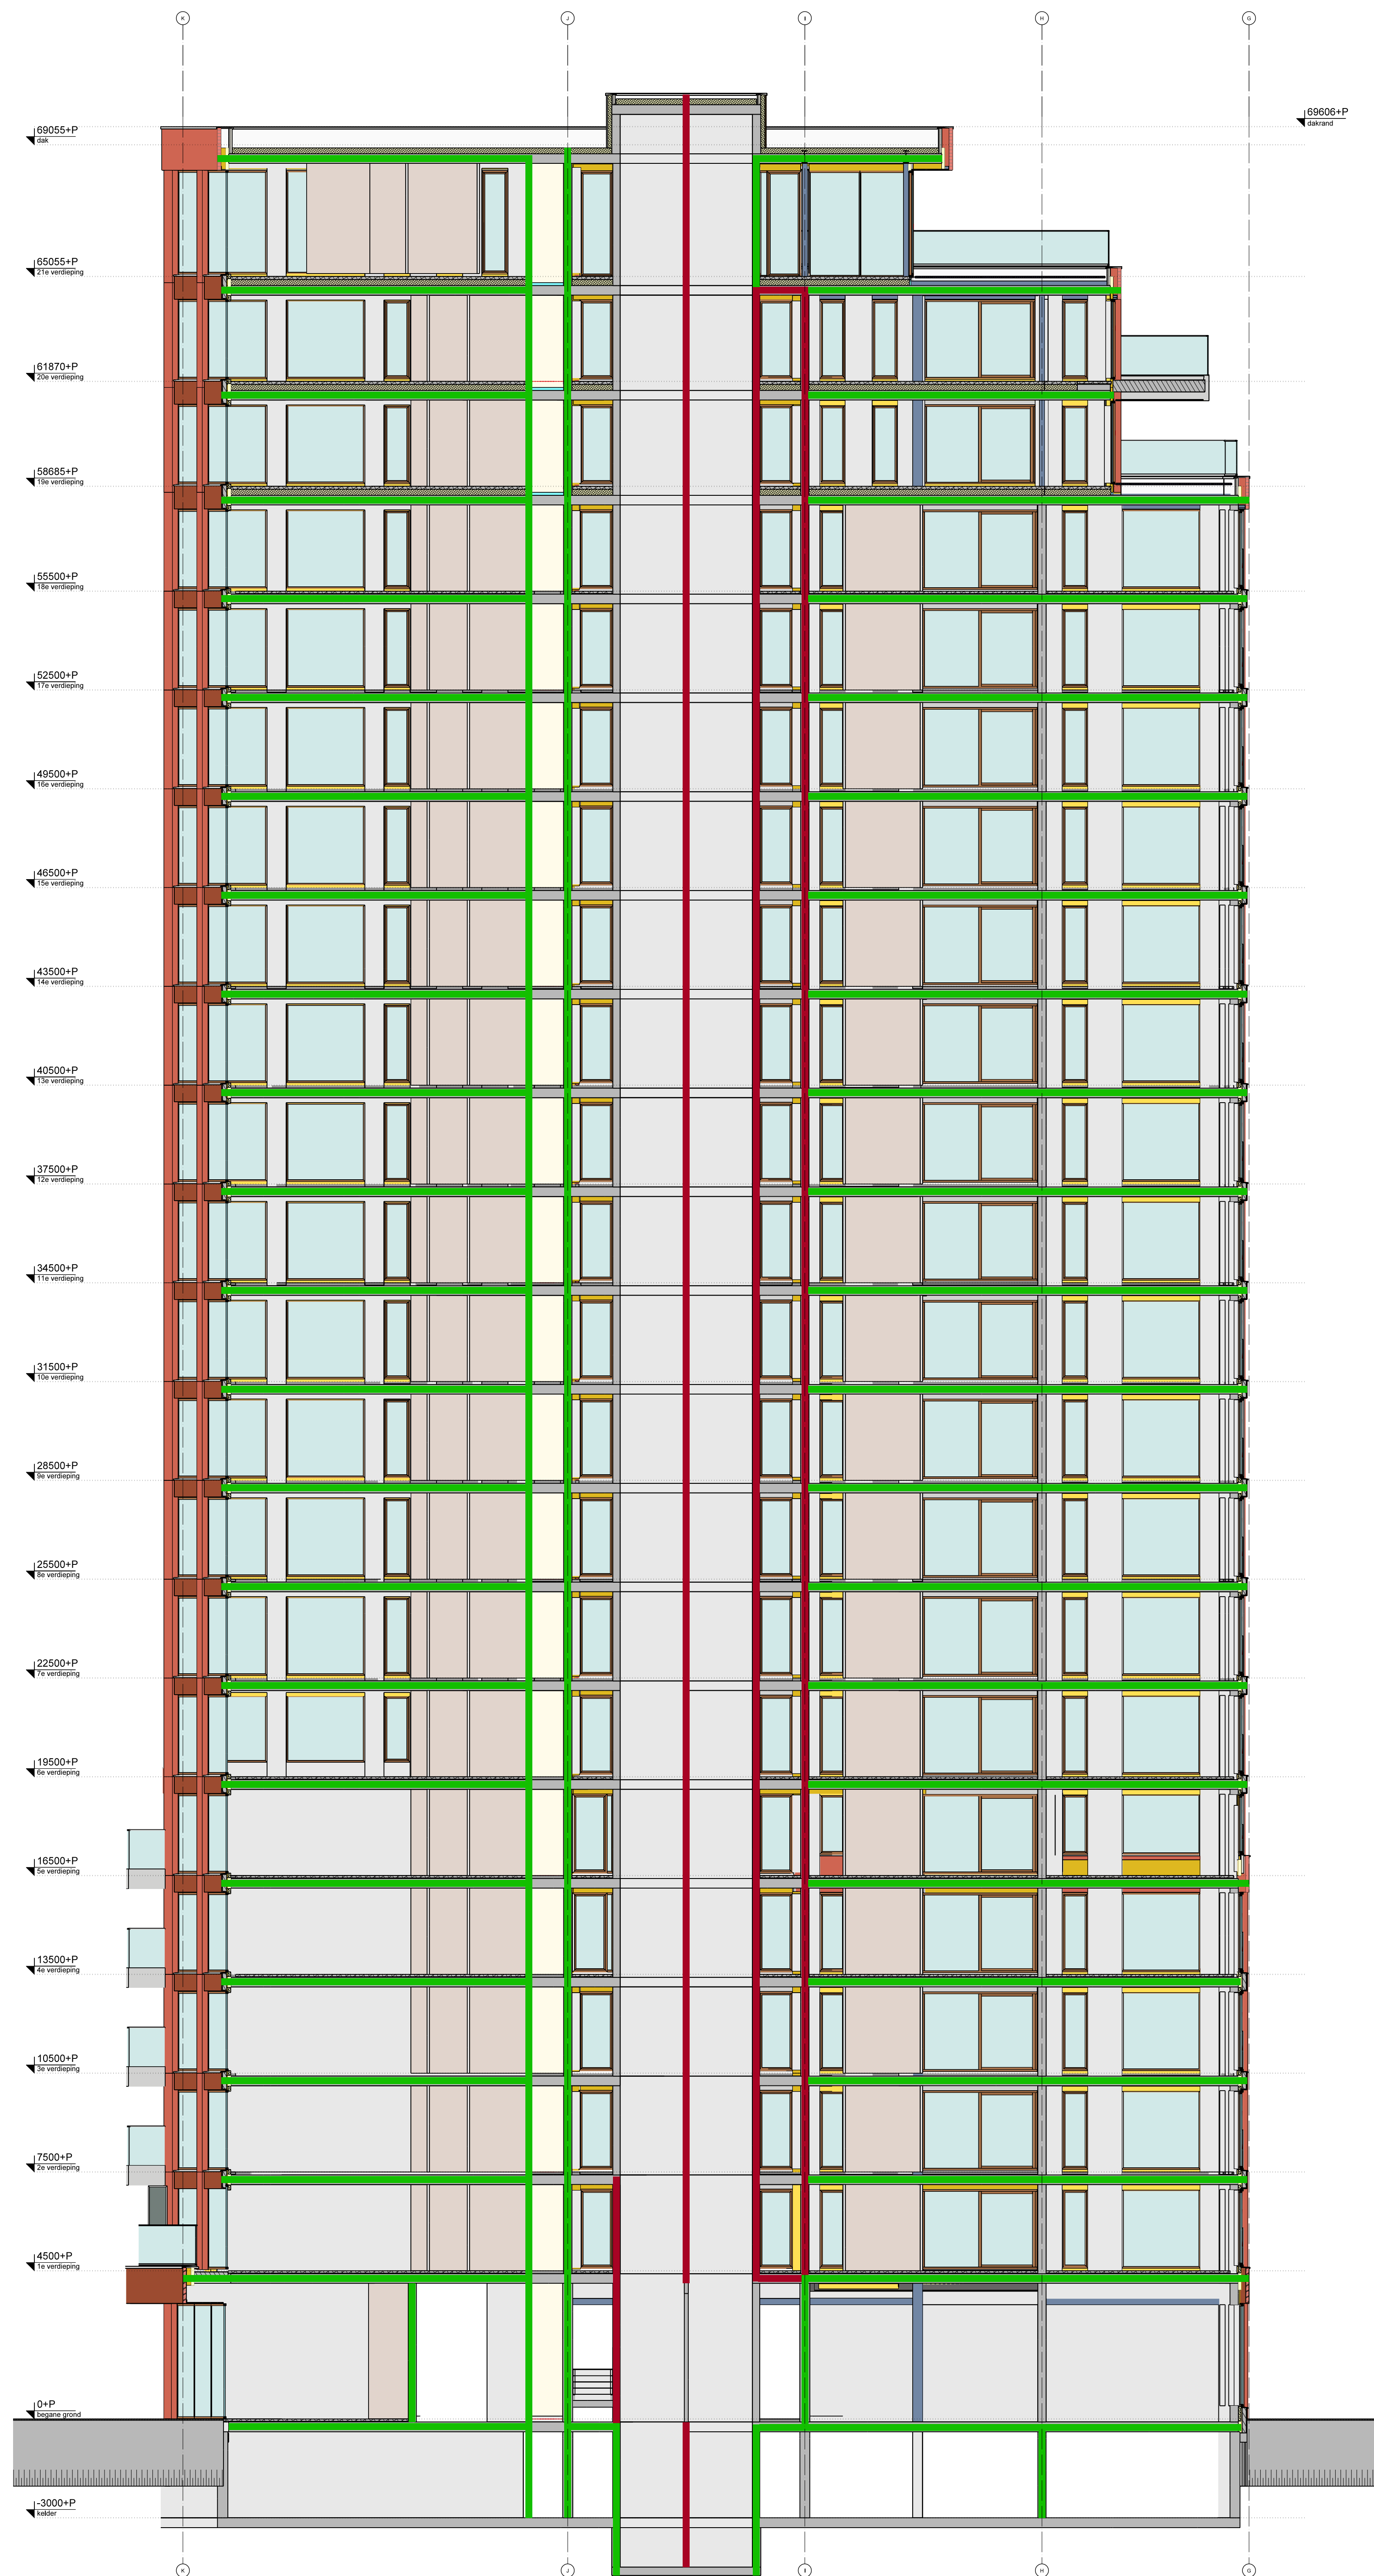 K J I H G
69606+P
dakrand
69055+P
dak
65055+P
21e verdieping
61870+P
20e verdieping
58685+P
19e verdieping
55500+P
18e verdieping
52500+P
17e verdieping
49500+P
16e verdieping
46500+P
15e verdieping
43500+P
14e verdieping
40500+P
13e verdieping
37500+P
12e verdieping
34500+P
11e verdieping
31500+P
10e verdieping
28500+P
9e verdieping
25500+P
8e verdieping
22500+P
7e verdieping
19500+P
6e verdieping
16500+P
5e verdieping
13500+P
4e verdieping
10500+P
3e verdieping
7500+P
2e verdieping
4500+P
1e verdieping
0+P
begane grond
-3000+P
kelder
K J I H G